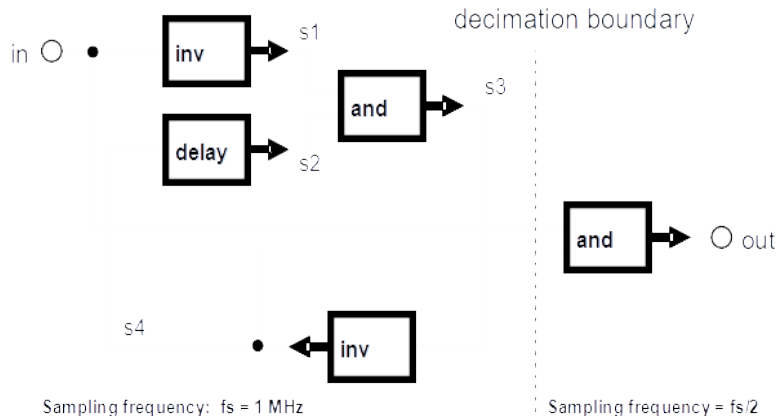 decimation boundary
in
inv
s1
and
s3
delay
s2
and
out
s4
inv
Sampling frequency: fs = 1 MHz
Sampling frequency = fs/2